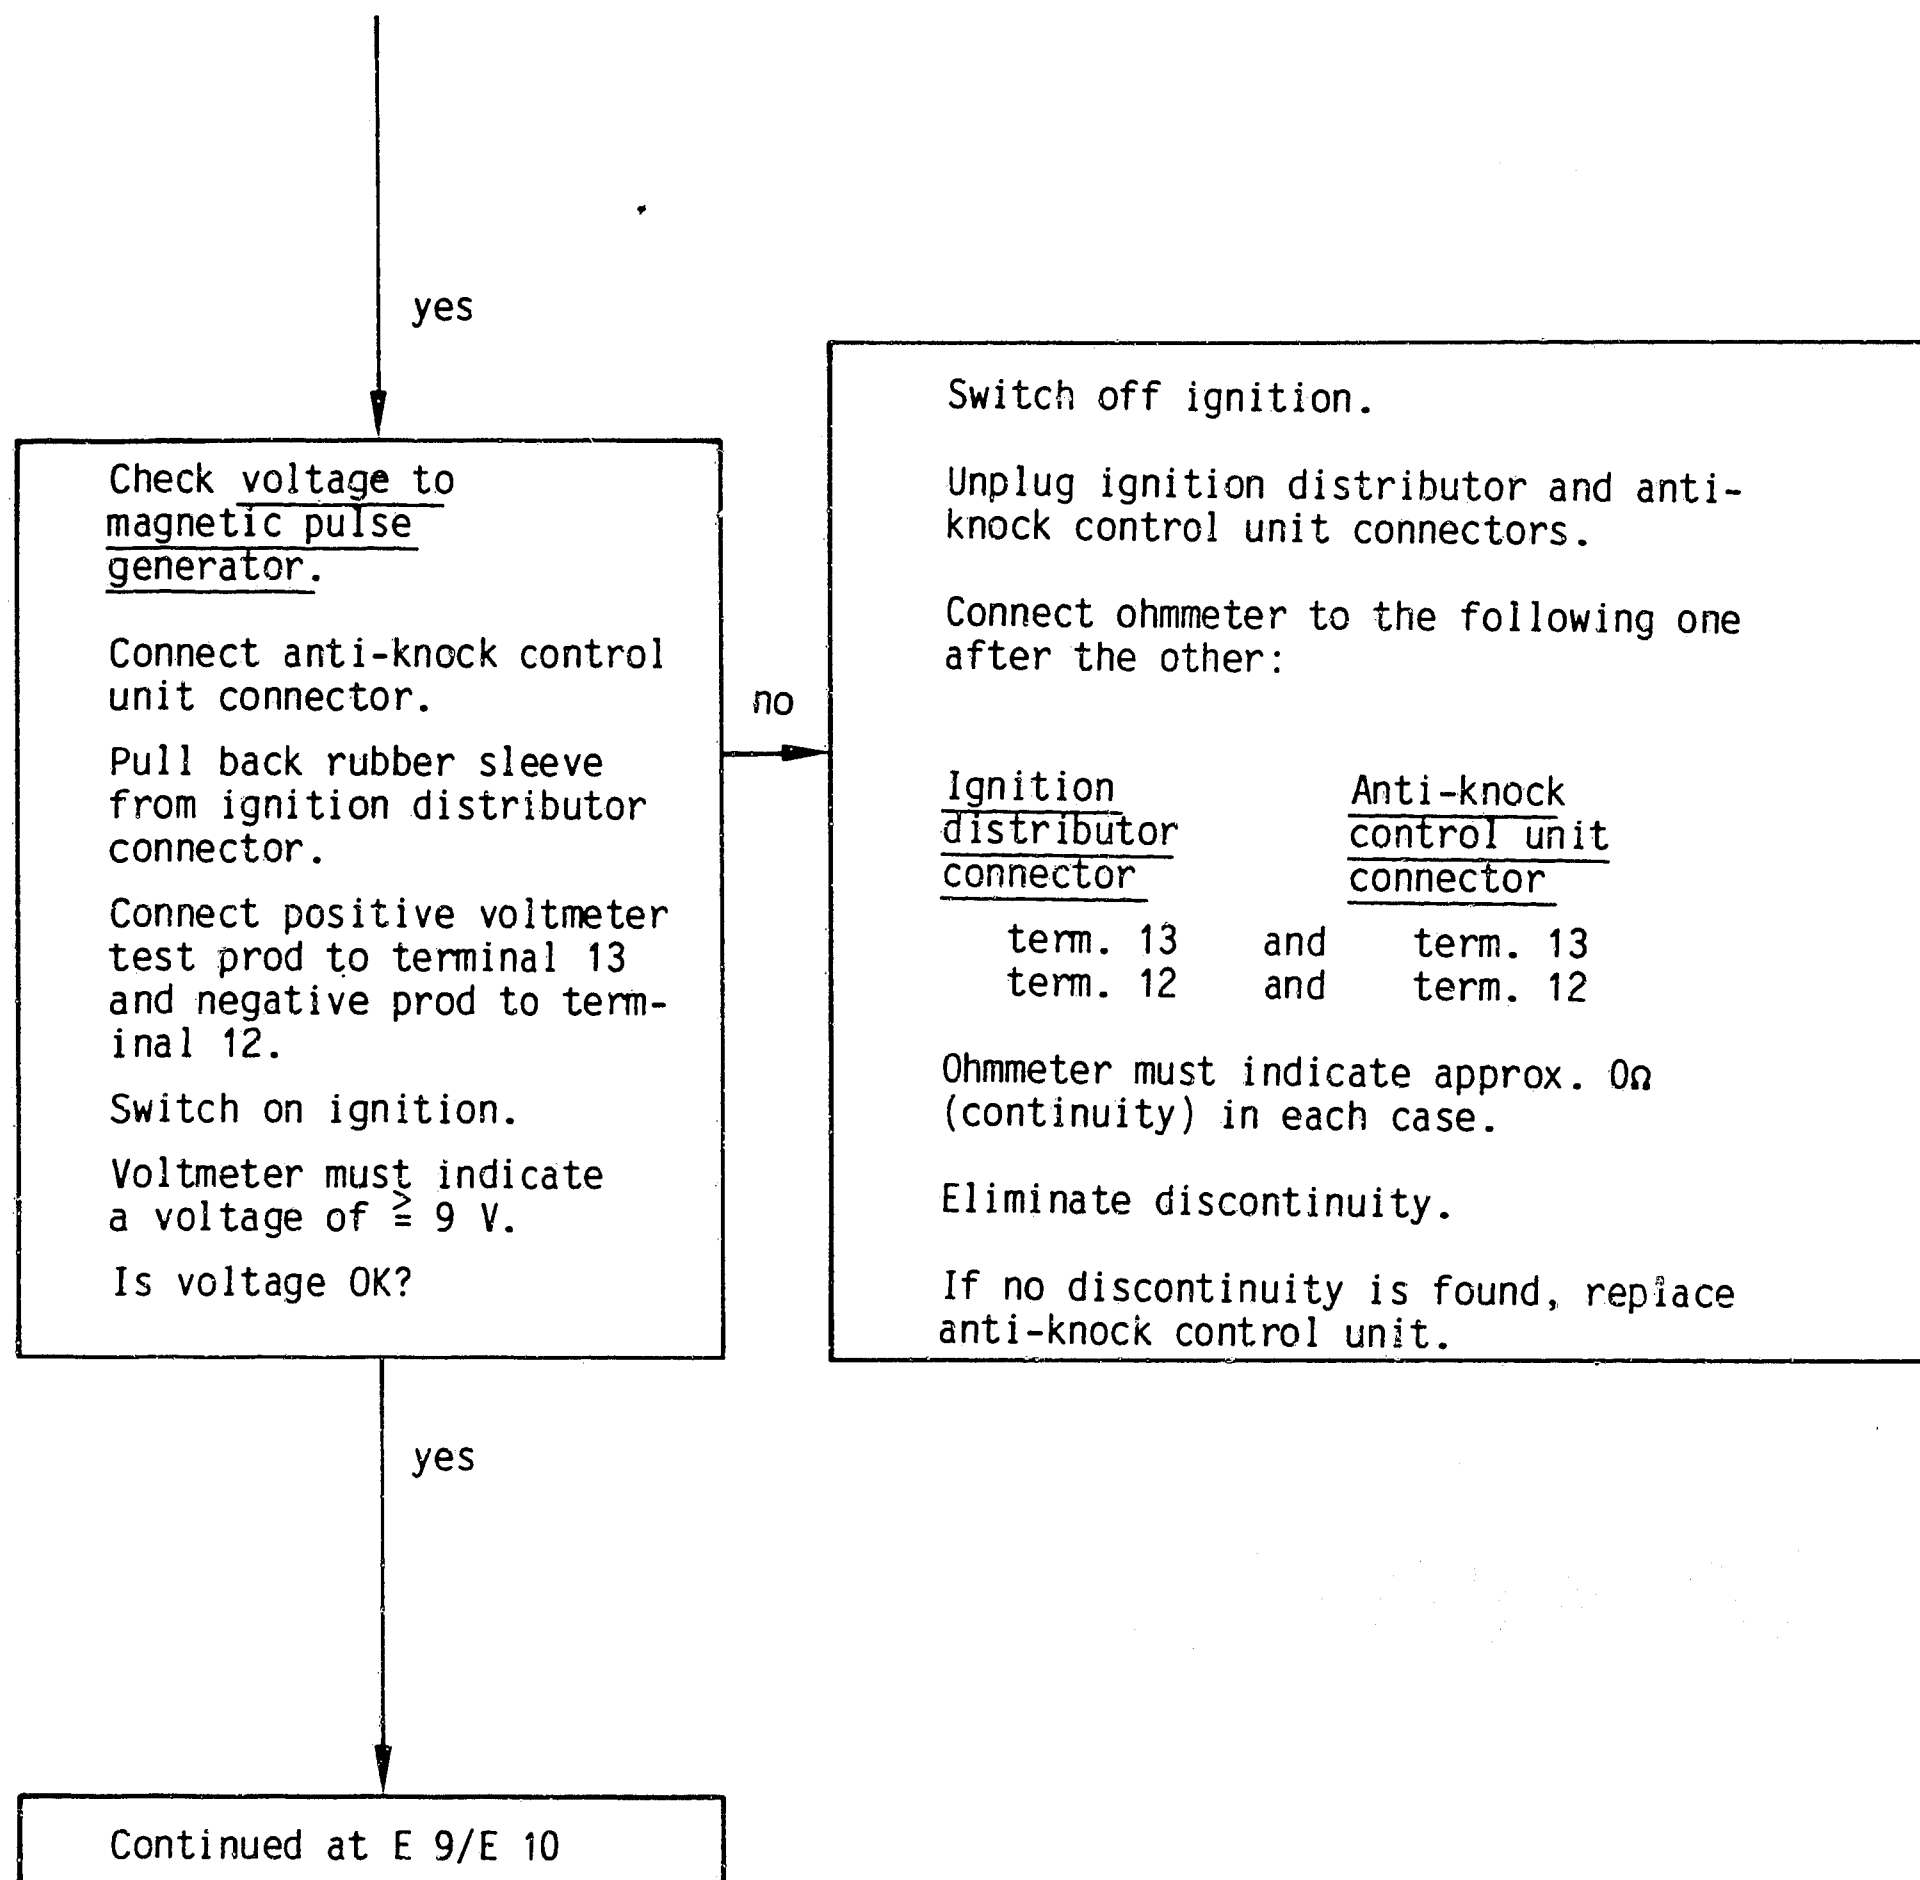 yes
Check voltage to
magnetic pulse
generator.
Connect anti-knock control
unit connector.
Pull back rubber sleeve
from ignition distributor
connector.
Connect positive voltmeter
test prod to terminal 13
and negative prod to term-
inal 12.
Switch on ignition.
Voltmeter must indicate
a voltage of ≧ 9 V.
Is voltage OK?
no
Switch off ignition.
Unplug ignition distributor and anti-
knock control unit connectors.
Connect ohmmeter to the following one
after the other:
Ignition Anti-knock
distributor control unit
connector connector
term. 13 and term. 13
term. 12 and term. 12
Ohmmeter must indicate approx. 0Ω
(continuity) in each case.
Eliminate discontinuity.
If no discontinuity is found, replace
anti-knock control unit.
yes
Continued at E 9/E 10